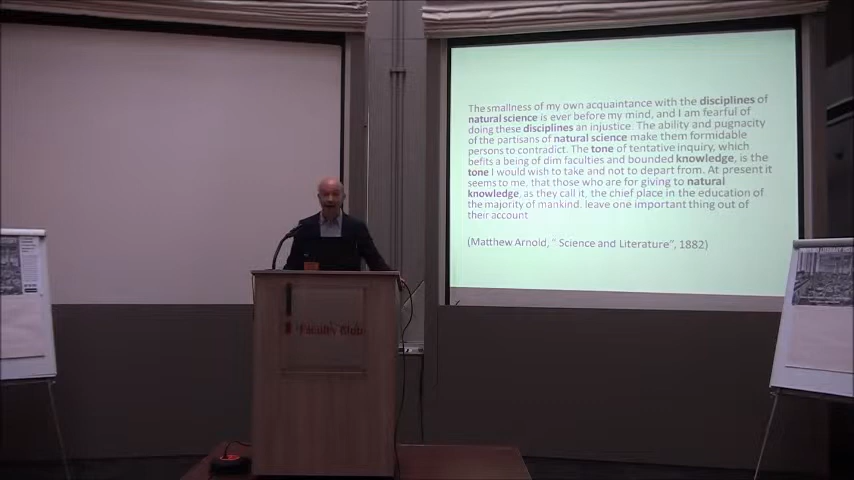 The smallness of my own acquaintance with the disciplines of
natural science is ever before my mind, and I am fearful of
doing these disciplines an injustice. The ability and pugnacity
of the partisans of natural science make them formidable
persons to contradict. The tone of tentative inquiry, which
befits a being of dim faculties and bounded knowledge, is the
tone I would wish to take and not to depart from. At present it
seems to me, that those who are for giving to natural
knowledge, as they call it, the chief place in the education of
the majority of mankind. leave one important thing out of
their account
(Matthew Arnold, " Science and Literature", 1882)
Faculty Club